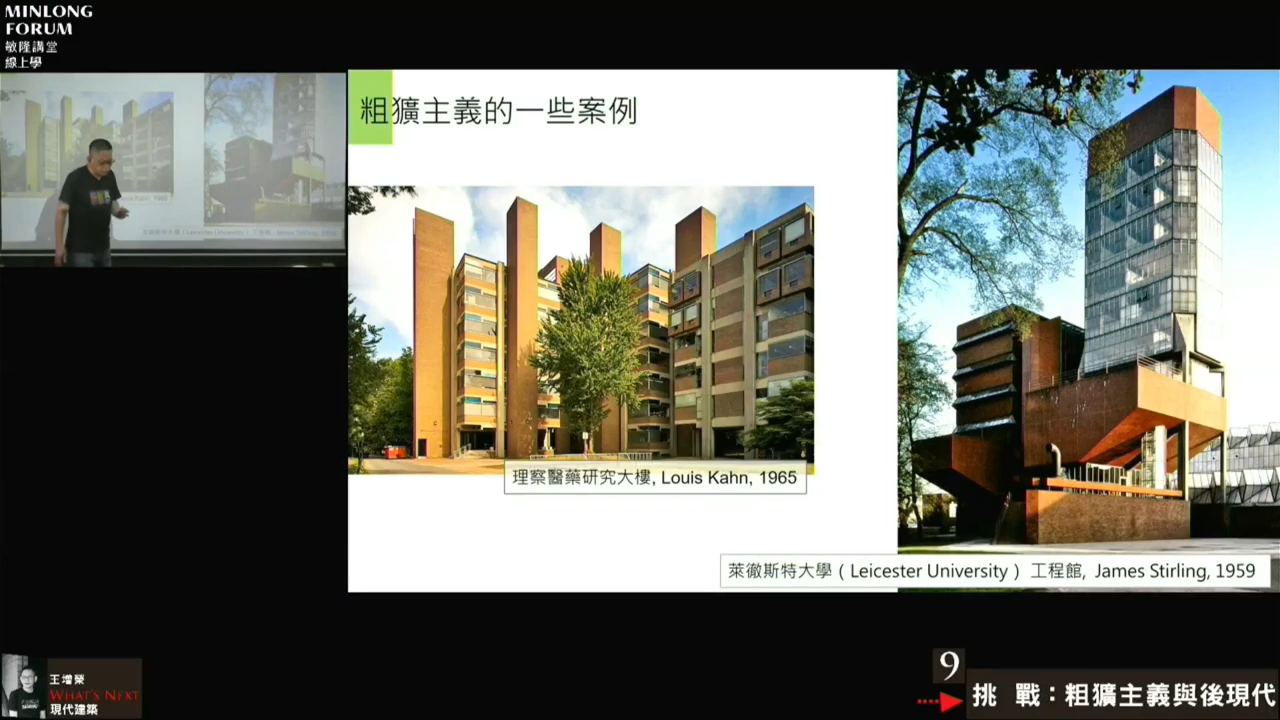 MINLONG
FORUM
敏隆講堂
線上學
粗獷主義的一些案例
理察醫藥研究大樓, Louis Kahn, 1965
萊徹斯特大學（Leicester University） 工程館, James Stirling, 1959
王增榮
WHAT'S NEXT
現代建築
9
挑 戰：粗獷主義與後現代